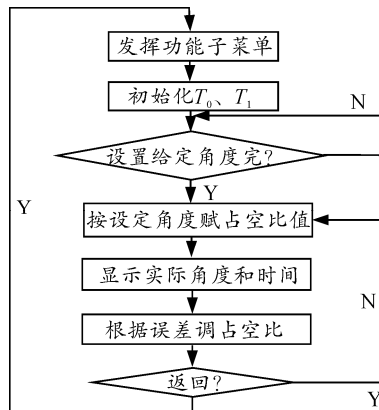 发挥功能子菜单
初始化T₀、T₁
N
设置给定角度完?
Y
Y
按设定角度赋占空比值
显示实际角度和时间
N
根据误差调占空比
返回?
Y